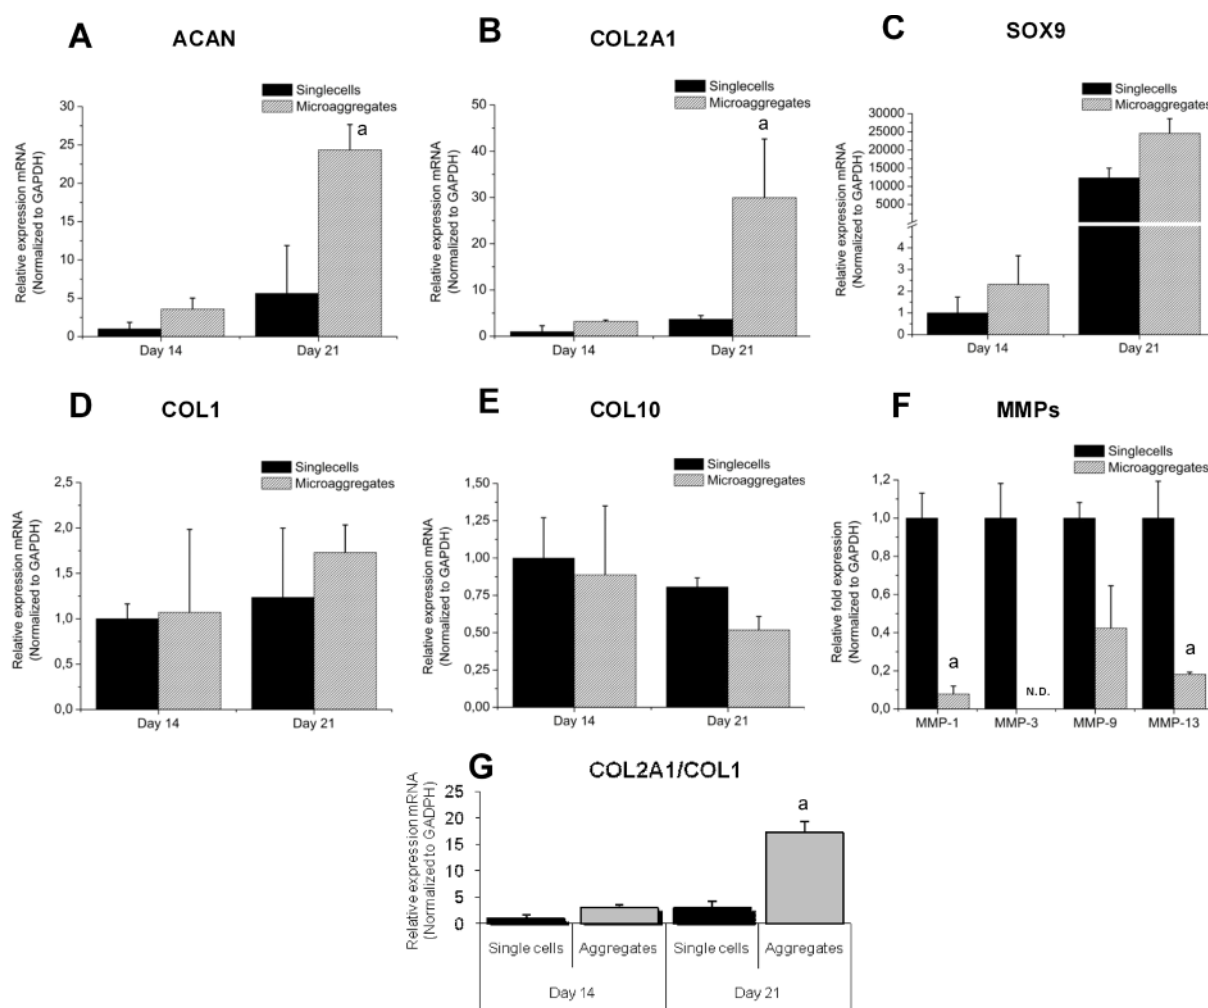 A ACAN
Singlecells
Microaggregates
Relative expression mRNA
(Normalized to GAPDH)
30
25
20
15
10
5
0
a
Day 14 Day 21
B COL2A1
Singlecells
Microaggregates
Relative expression mRNA
(Normalized to GAPDH)
50
40
30
20
10
0
a
Day 14 Day 21
C SOX9
Singlecells
Microaggregates
Relative expression mRNA
(Normalized to GAPDH)
30000
25000
20000
15000
10000
5000
4
3
2
1
0
Day 14 Day 21
D COL1
Singlecells
Microaggregates
Relative expression mRNA
(Normalized to GAPDH)
2,5
2,0
1,5
1,0
0,5
0,0
Day 14 Day 21
E COL10
Singlecells
Microaggregates
Relative expression mRNA
(Normalized to GAPDH)
1,50
1,25
1,00
0,75
0,50
0,25
0,00
Day 14 Day 21
F MMPs
Singlecells
Microaggregates
Relative fold expression
(Normalized to GAPDH)
1,2
1,0
0,8
0,6
0,4
0,2
0,0
a
N.D.
a
MMP-1 MMP-3 MMP-9 MMP-13
G COL2A1/COL1
Relative expression mRNA
(Normalized to GADPH)
25
20
15
10
5
0
a
Single cells Aggregates Single cells Aggregates
Day 14 Day 21